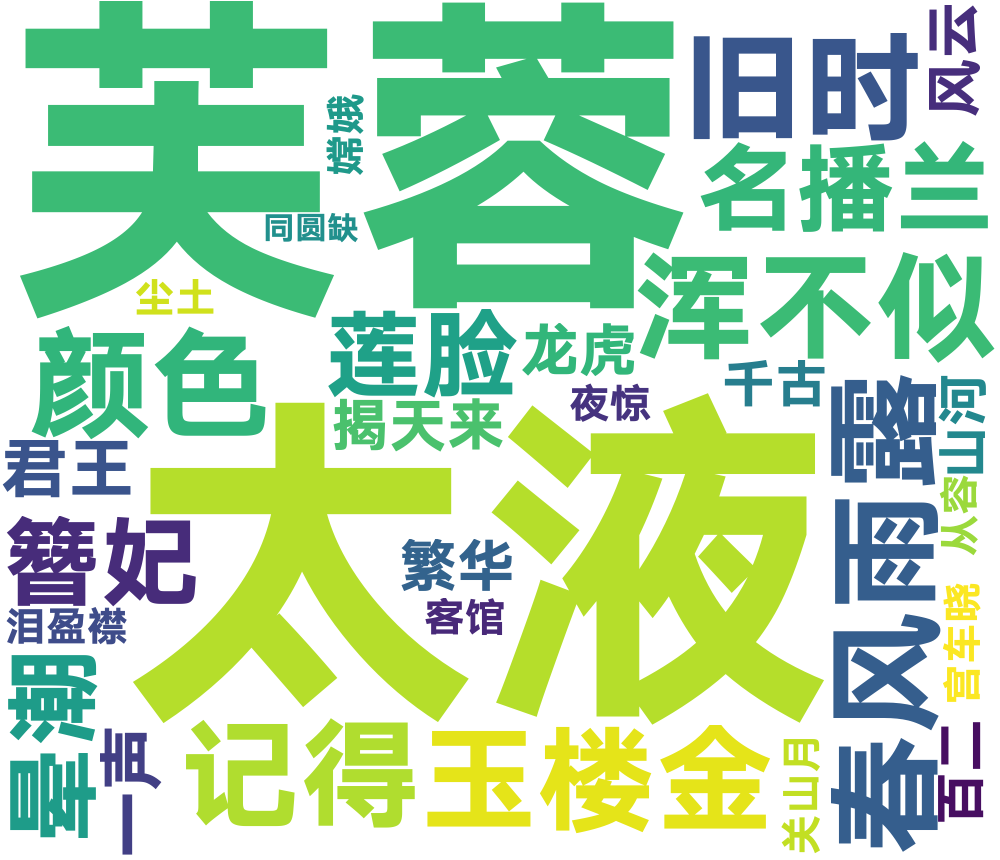 芙蓉
旧时
风云
嫦娥
名播兰
同圆缺
浑不似
尘土
颜色
莲脸
龙虎
千古
夜惊
揭天来
山河
太液
春风雨露
君王
从容
簪妃
繁华
客馆
泪盈襟
宫车晓
晕潮
一声
记得
玉楼金
关山月
百二